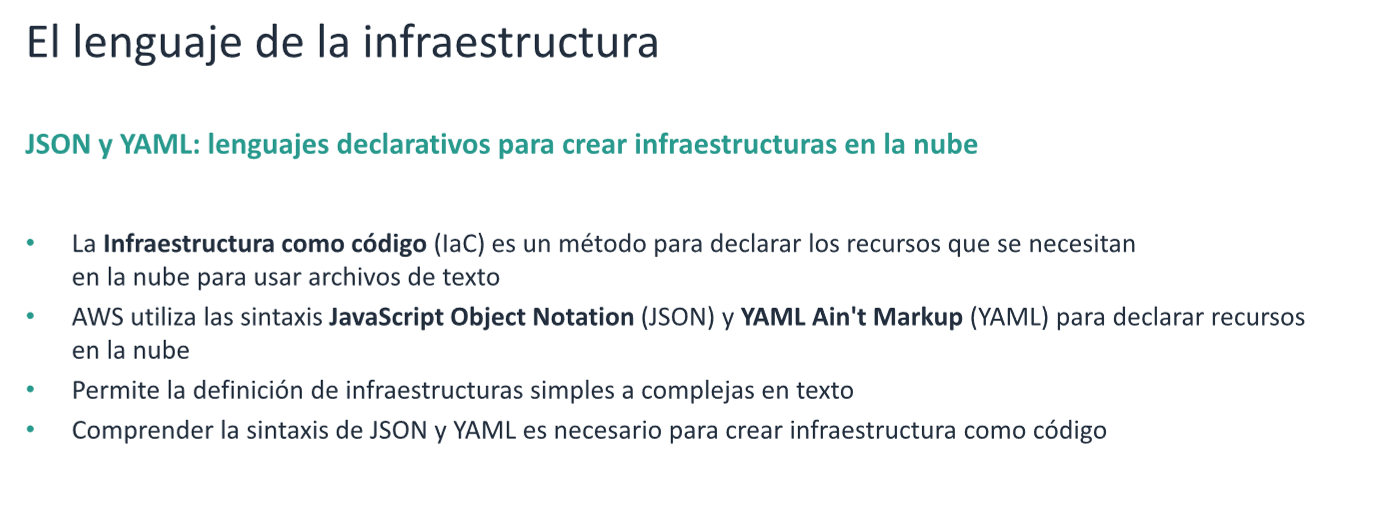 El lenguaje de la infraestructura
JSON y YAML: lenguajes declarativos para crear infraestructuras en la nube
• La Infraestructura como código (IaC) es un método para declarar los recursos que se necesitan
en la nube para usar archivos de texto
• AWS utiliza las sintaxis JavaScript Object Notation (JSON) y YAML Ain't Markup (YAML) para declarar recursos
en la nube
• Permite la definición de infraestructuras simples a complejas en texto
• Comprender la sintaxis de JSON y YAML es necesario para crear infraestructura como código